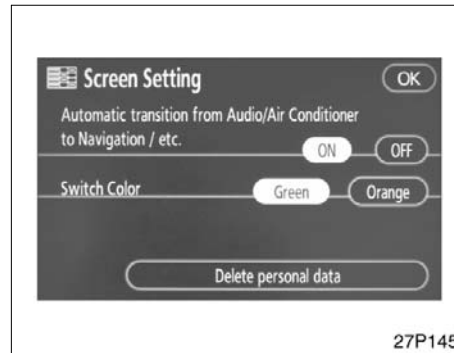 Screen Setting OK
Automatic transition from Audio/Air Conditioner
to Navigation / etc.
ON OFF
Switch Color Green Orange
Delete personal data
27P145